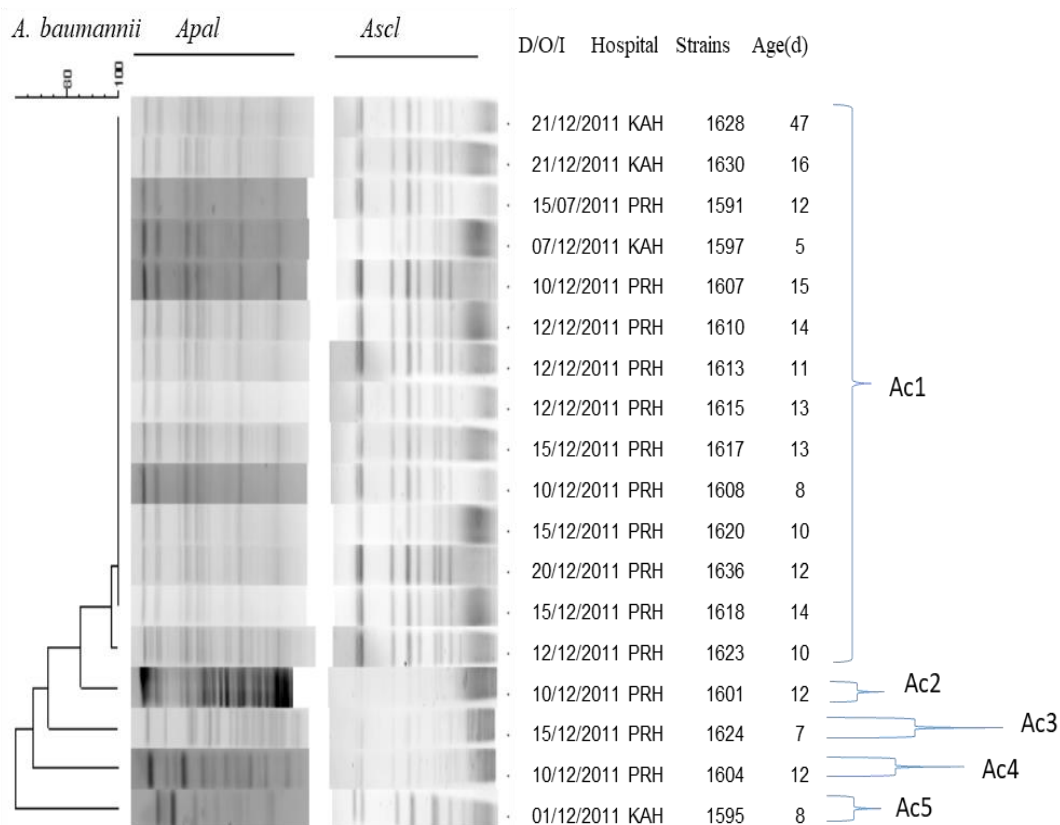 A. baumannii ApaI AscI
D/O/I Hospital Strains Age(d)
60 100
21/12/2011 KAH 1628 47
21/12/2011 KAH 1630 16
15/07/2011 PRH 1591 12
07/12/2011 KAH 1597 5
10/12/2011 PRH 1607 15
12/12/2011 PRH 1610 14
12/12/2011 PRH 1613 11
Ac1
12/12/2011 PRH 1615 13
15/12/2011 PRH 1617 13
10/12/2011 PRH 1608 8
15/12/2011 PRH 1620 10
20/12/2011 PRH 1636 12
15/12/2011 PRH 1618 14
12/12/2011 PRH 1623 10
10/12/2011 PRH 1601 12 Ac2
15/12/2011 PRH 1624 7 Ac3
10/12/2011 PRH 1604 12 Ac4
01/12/2011 KAH 1595 8 Ac5